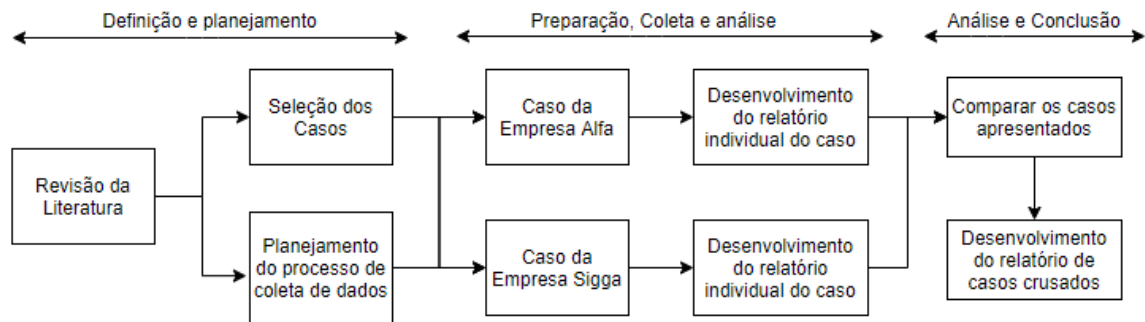 Definição e planejamento
Preparação, Coleta e análise
Análise e Conclusão
Revisão da
Literatura
Seleção dos
Casos
Planejamento
do processo de
coleta de dados
Caso da
Empresa Alfa
Desenvolvimento
do relatório
individual do caso
Caso da
Empresa Sigga
Desenvolvimento
do relatório
individual do caso
Comparar os casos
apresentados
Desenvolvimento
do relatório de
casos crusados